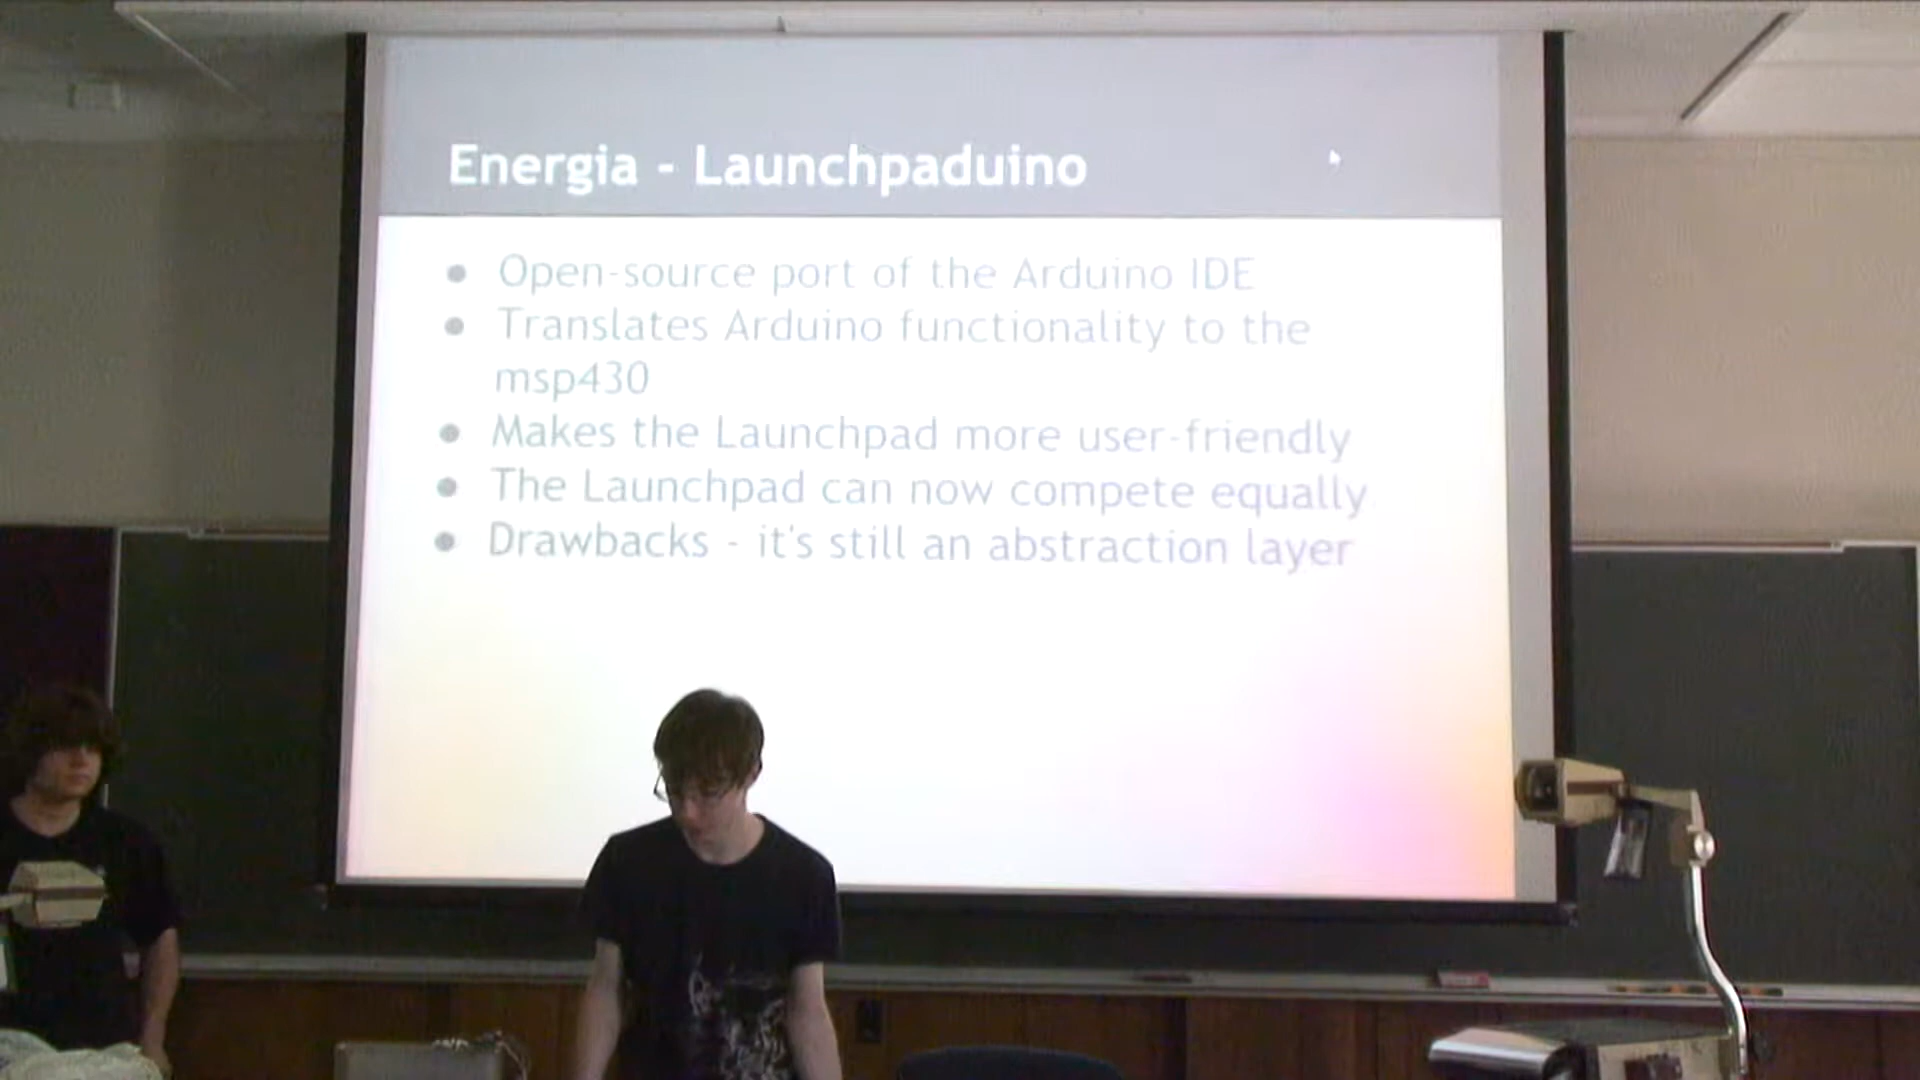 Energia - Launchpaduino
● Open-source port of the Arduino IDE
● Translates Arduino functionality to the
msp430
● Makes the Launchpad more user-friendly
● The Launchpad can now compete equally
● Drawbacks - it's still an abstraction layer